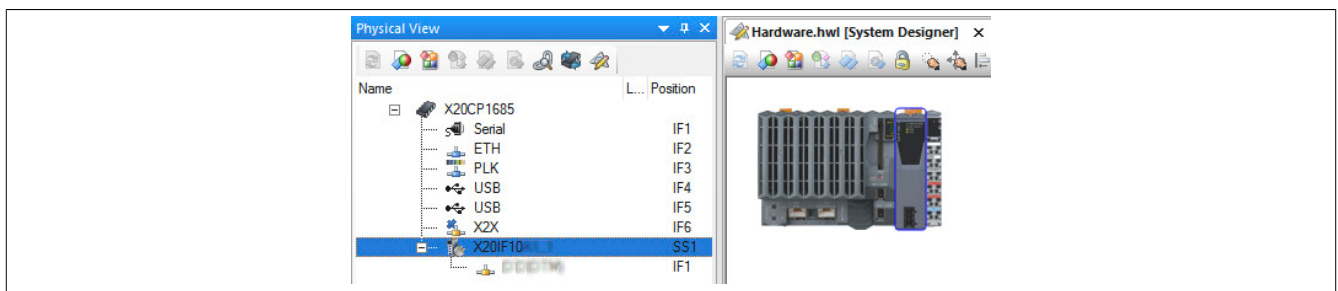 Physical View
Name L... Position
X20CP1685
Serial IF1
ETH IF2
PLK IF3
USB IF4
USB IF5
X2X IF6
X20IF10 SS1
IF1
Hardware.hwl [System Designer]